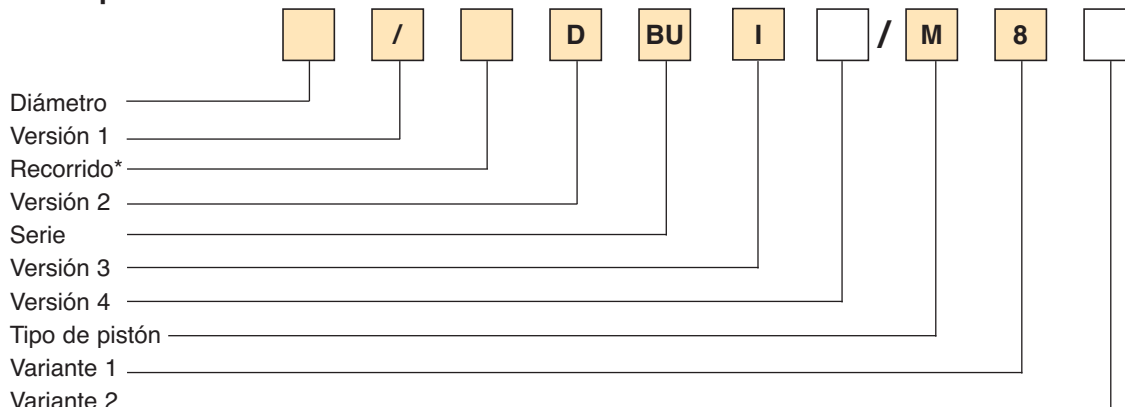 / D BU I / M 8
Diámetro
Versión 1
Recorrido*
Versión 2
Serie
Versión 3
Versión 4
Tipo de pistón
Variante 1
Variante 2